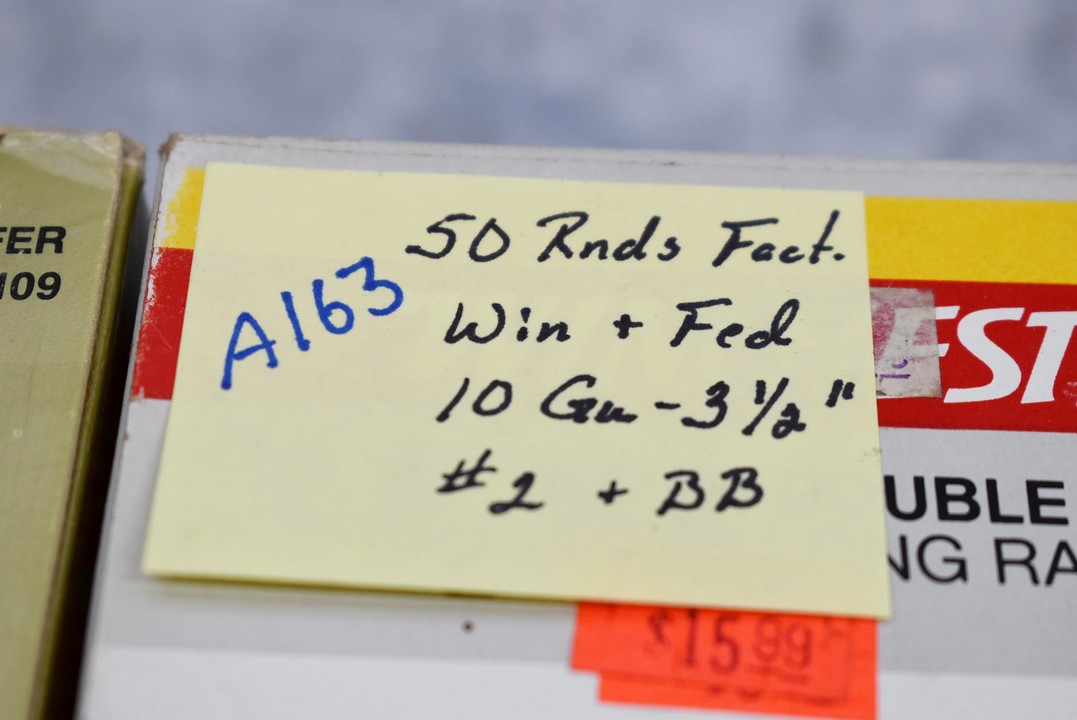 FER
109
A163
50 Rnds Fact.
Win + Fed
10 Gu - 3 1/2"
#2 + BB
EST
UBLE
NG RA
$15.99